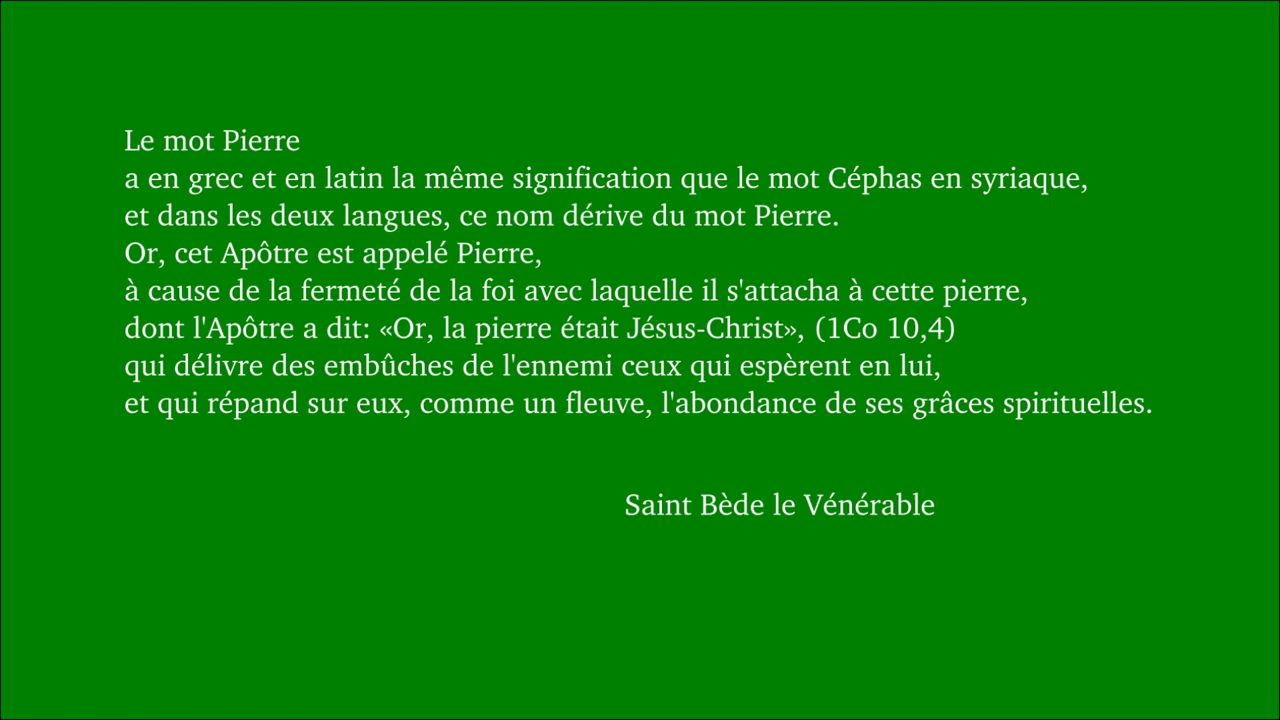 Le mot Pierre
a en grec et en latin la même signification que le mot Céphas en syriaque,
et dans les deux langues, ce nom dérive du mot Pierre.
Or, cet Apôtre est appelé Pierre,
à cause de la fermeté de la foi avec laquelle il s'attacha à cette pierre,
dont l'Apôtre a dit: «Or, la pierre était Jésus-Christ», (1Co 10,4)
qui délivre des embûches de l'ennemi ceux qui espèrent en lui,
et qui répand sur eux, comme un fleuve, l'abondance de ses grâces spirituelles.
Saint Bède le Vénérable